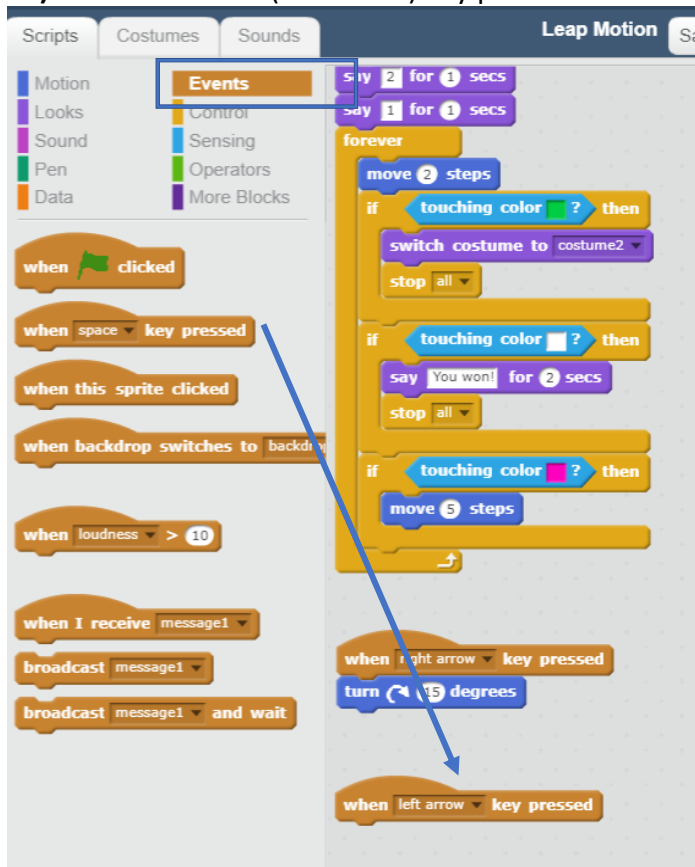 Leap Motion
Scripts
Costumes
Sounds
Motion
Events
Looks
Control
Sound
Sensing
Pen
Operators
Data
More Blocks
when clicked
when space key pressed
when this sprite clicked
when backdrop switches to
when loudness > 10
when I receive message1
broadcast message1
broadcast message1 and wait
say 2 for 1 secs
say 1 for 1 secs
forever
move 2 steps
if touching color ? then
switch costume to costume2
stop all
if touching color ? then
say You won! for 2 secs
stop all
if touching color ? then
move 5 steps
when right arrow key pressed
turn 15 degrees
when left arrow key pressed